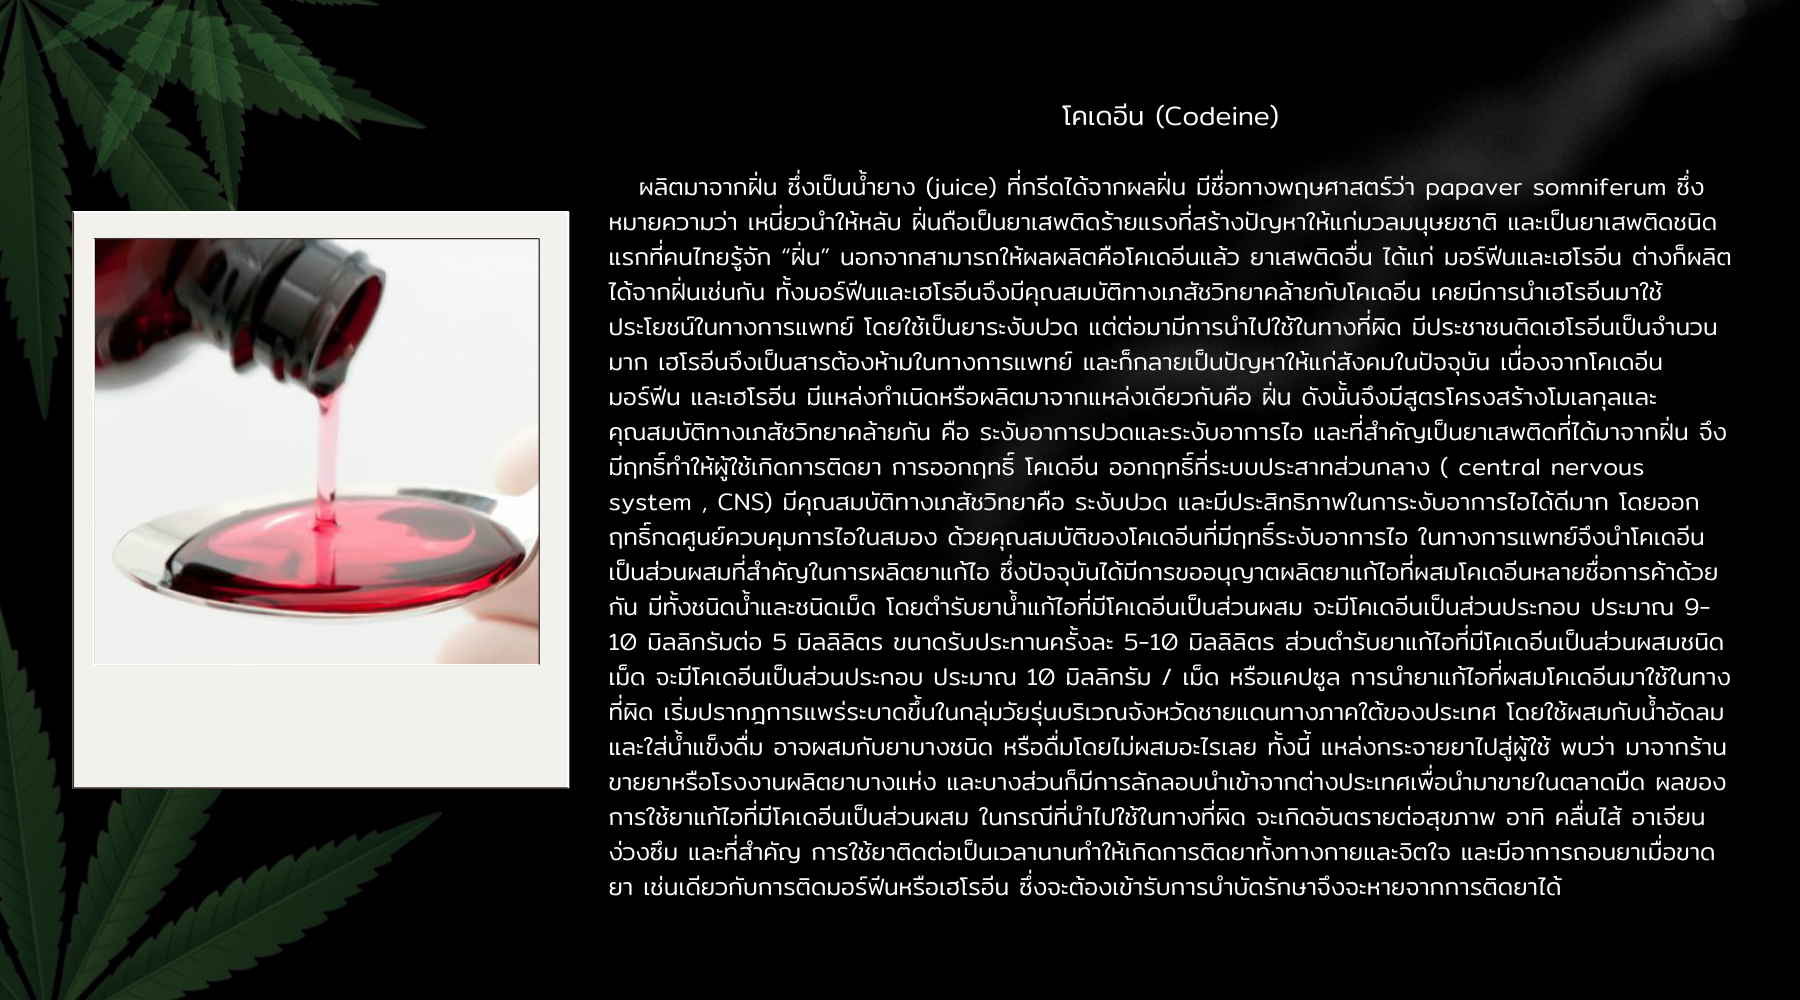 โคเดอีน (Codeine)
ผลิตมาจากฝิ่น ซึ่งเป็นน้ำยาง (juice) ที่กรีดได้จากผลฝิ่น มีชื่อทางพฤษศาสตร์ว่า papaver somniferum ซึ่ง
หมายความว่า เหนี่ยวนำให้หลับ ฝิ่นถือเป็นยาเสพติดร้ายแรงที่สร้างปัญหาให้แก่มวลมนุษยชาติ และเป็นยาเสพติดชนิด
แรกที่คนไทยรู้จัก “ฝิ่น” นอกจากสามารถให้ผลผลิตคือโคเดอีนแล้ว ยาเสพติดอื่น ได้แก่ มอร์ฟีนและเฮโรอีน ต่างก็ผลิต
ได้จากฝิ่นเช่นกัน ทั้งมอร์ฟีนและเฮโรอีนจึงมีคุณสมบัติทางเภสัชวิทยาคล้ายกับโคเดอีน เคยมีการนำเฮโรอีนมาใช้
ประโยชน์ในทางการแพทย์ โดยใช้เป็นยาระงับปวด แต่ต่อมามีการนำไปใช้ในทางที่ผิด มีประชาชนติดเฮโรอีนเป็นจำนวน
มาก เฮโรอีนจึงเป็นสารต้องห้ามในทางการแพทย์ และก็กลายเป็นปัญหาให้แก่สังคมในปัจจุบัน เนื่องจากโคเดอีน
มอร์ฟีน และเฮโรอีน มีแหล่งกำเนิดหรือผลิตมาจากแหล่งเดียวกันคือ ฝิ่น ดังนั้นจึงมีสูตรโครงสร้างโมเลกุลและ
คุณสมบัติทางเภสัชวิทยาคล้ายกัน คือ ระงับอาการปวดและระงับอาการไอ และที่สำคัญเป็นยาเสพติดที่ได้มาจากฝิ่น จึง
มีฤทธิ์ทำให้ผู้ใช้เกิดการติดยา การออกฤทธิ์ โคเดอีน ออกฤทธิ์ที่ระบบประสาทส่วนกลาง ( central nervous
system , CNS) มีคุณสมบัติทางเภสัชวิทยาคือ ระงับปวด และมีประสิทธิภาพในการะงับอาการไอได้ดีมาก โดยออก
ฤทธิ์กดศูนย์ควบคุมการไอในสมอง ด้วยคุณสมบัติของโคเดอีนที่มีฤทธิ์ระงับอาการไอ ในทางการแพทย์จึงนำโคเดอีน
เป็นส่วนผสมที่สำคัญในการผลิตยาแก้ไอ ซึ่งปัจจุบันได้มีการขออนุญาตผลิตยาแก้ไอที่ผสมโคเดอีนหลายชื่อการค้าด้วย
กัน มีทั้งชนิดน้ำและชนิดเม็ด โดยตำรับยาน้ำแก้ไอที่มีโคเดอีนเป็นส่วนผสม จะมีโคเดอีนเป็นส่วนประกอบ ประมาณ 9-
10 มิลลิกรัมต่อ 5 มิลลิลิตร ขนาดรับประทานครั้งละ 5-10 มิลลิลิตร ส่วนตำรับยาแก้ไอที่มีโคเดอีนเป็นส่วนผสมชนิด
เม็ด จะมีโคเดอีนเป็นส่วนประกอบ ประมาณ 10 มิลลิกรัม / เม็ด หรือแคปซูล การนำยาแก้ไอที่ผสมโคเดอีนมาใช้ในทาง
ที่ผิด เริ่มปรากฎการแพร่ระบาดขึ้นในกลุ่มวัยรุ่นบริเวณจังหวัดชายแดนทางภาคใต้ของประเทศ โดยใช้ผสมกับน้ำอัดลม
และใส่น้ำแข็งดื่ม อาจผสมกับยาบางชนิด หรือดื่มโดยไม่ผสมอะไรเลย ทั้งนี้ แหล่งกระจายยาไปสู่ผู้ใช้ พบว่า มาจากร้าน
ขายยาหรือโรงงานผลิตยาบางแห่ง และบางส่วนก็มีการลักลอบนำเข้าจากต่างประเทศเพื่อนำมาขายในตลาดมืด ผลของ
การใช้ยาแก้ไอที่มีโคเดอีนเป็นส่วนผสม ในกรณีที่นำไปใช้ในทางที่ผิด จะเกิดอันตรายต่อสุขภาพ อาทิ คลื่นไส้ อาเจียน
ง่วงซึม และที่สำคัญ การใช้ยาติดต่อเป็นเวลานานทำให้เกิดการติดยาทั้งทางกายและจิตใจ และมีอาการถอนยาเมื่อขาด
ยา เช่นเดียวกับการติดมอร์ฟีนหรือเฮโรอีน ซึ่งจะต้องเข้ารับการบำบัดรักษาจึงจะหายจากการติดยาได้